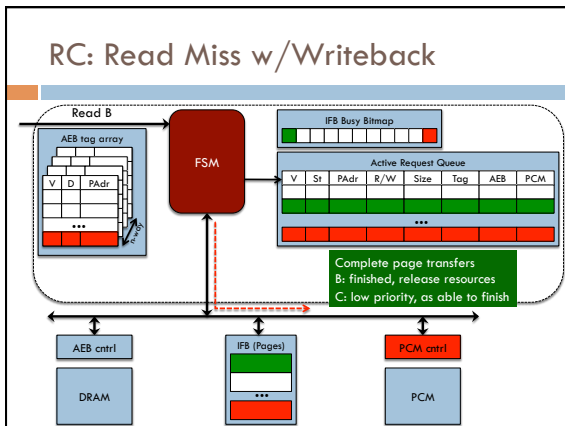 RC: Read Miss w/Writeback
Read B
AEB tag array
V D PAdr
...
n-way
FSM
IFB Busy Bitmap
Active Request Queue
V St PAdr R/W Size Tag AEB PCM
...
Complete page transfers
B: finished, release resources
C: low priority, as able to finish
AEB cntrl
IFB (Pages)
...
PCM cntrl
DRAM
PCM